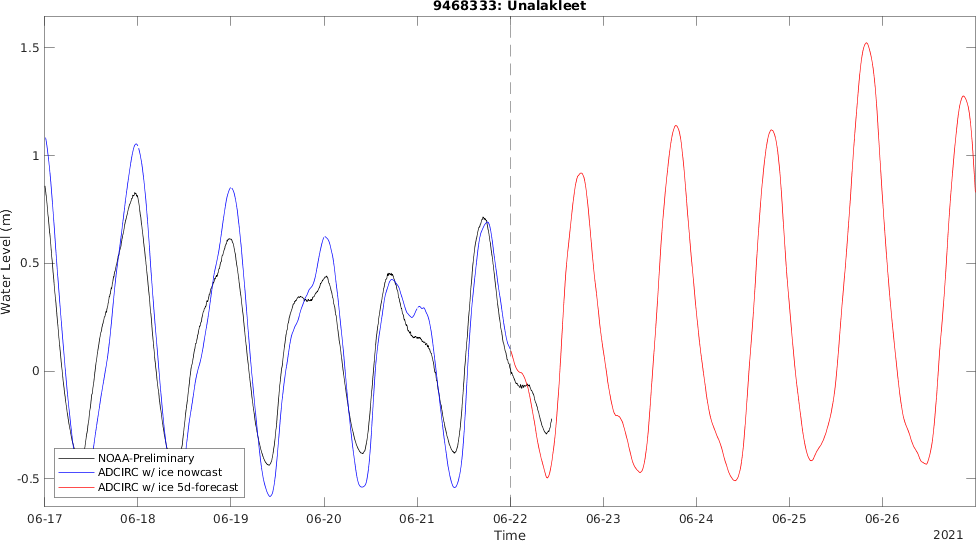 9468333: Unalakleet
Water Level (m)
1.5
1
0.5
0
-0.5
NOAA-Preliminary
ADCIRC w/ ice nowcast
ADCIRC w/ ice 5d-forecast
06-17 06-18 06-19 06-20 06-21 06-22 06-23 06-24 06-25 06-26
Time
2021